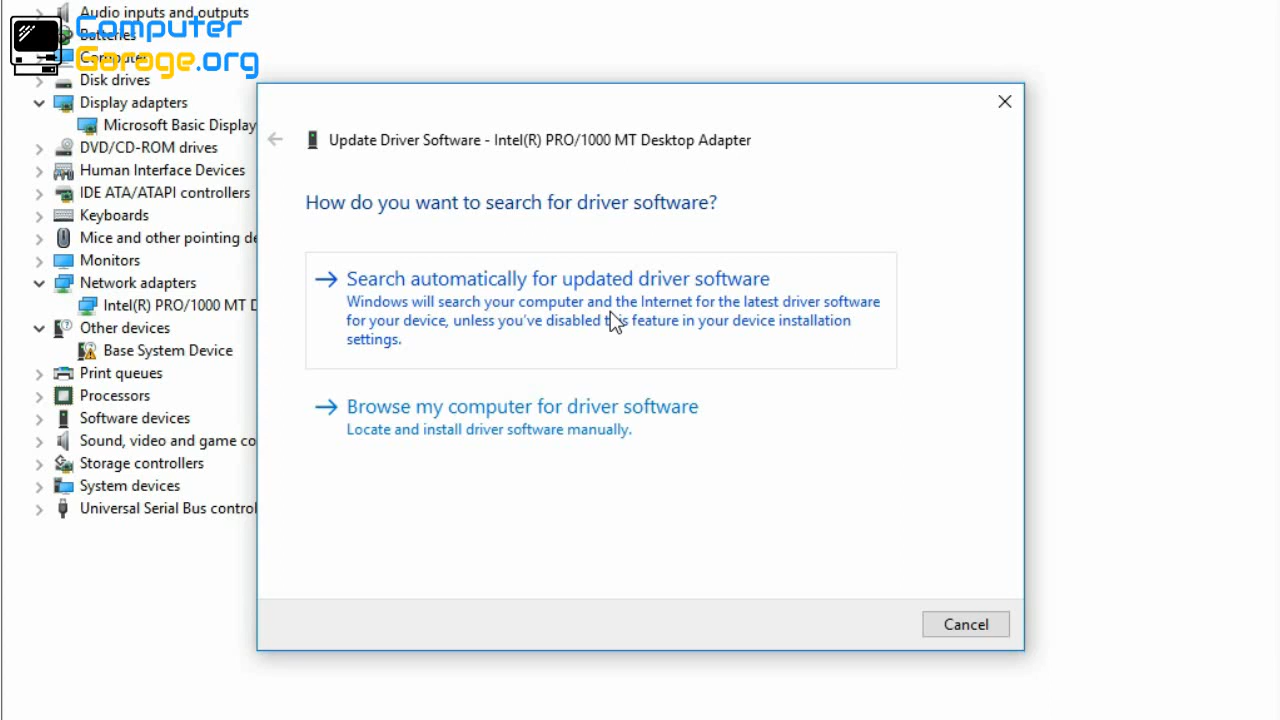 Audio inputs and outputs
Computer
Garage.org
Batteries
Computer
Disk drives
Display adapters
Microsoft Basic Display
DVD/CD-ROM drives
Human Interface Devices
IDE ATA/ATAPI controllers
Keyboards
Mice and other pointing de
Monitors
Network adapters
Intel(R) PRO/1000 MT D
Other devices
Base System Device
Print queues
Processors
Software devices
Sound, video and game co
Storage controllers
System devices
Universal Serial Bus control
Update Driver Software - Intel(R) PRO/1000 MT Desktop Adapter
How do you want to search for driver software?
Search automatically for updated driver software
Windows will search your computer and the Internet for the latest driver software
for your device, unless you've disabled this feature in your device installation
settings.
Browse my computer for driver software
Locate and install driver software manually.
Cancel